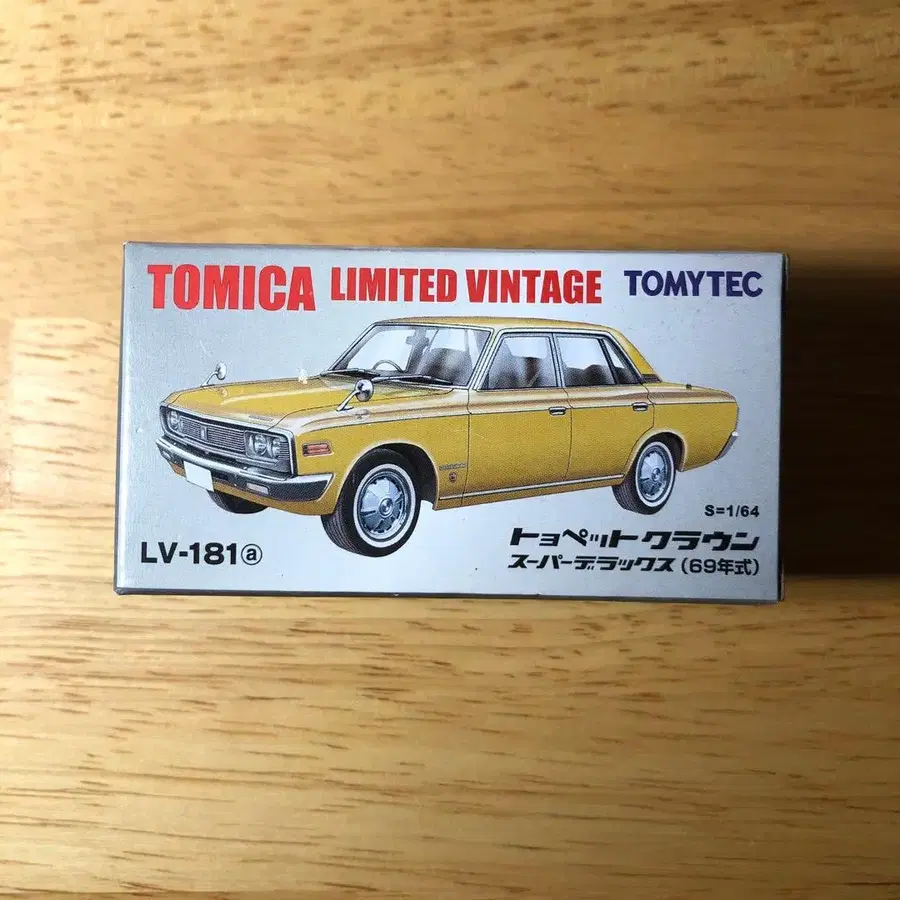 TOMICA LIMITED VINTAGE TOMYTEC
S=1/64
LV-181ⓐ
トヨペットクラウン
スーパーデラックス(69年式)